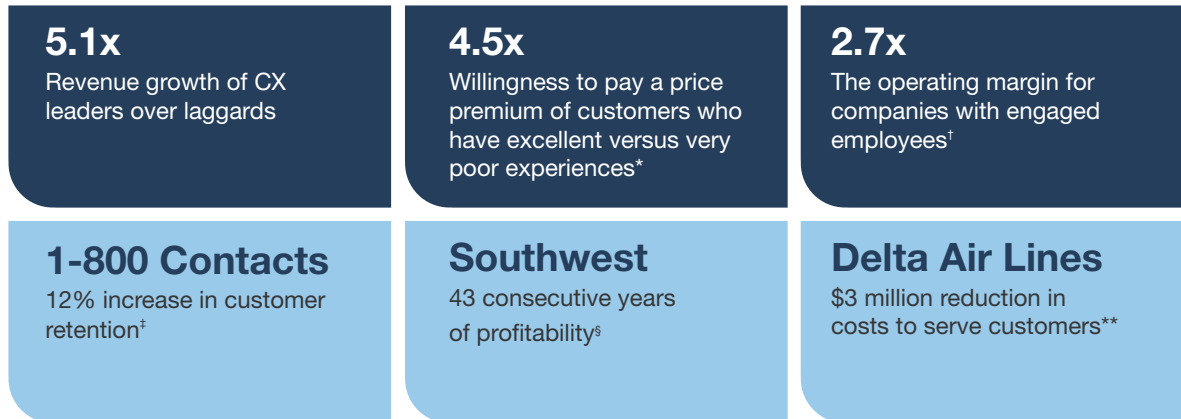 5.1x
Revenue growth of CX
leaders over laggards
4.5x
Willingness to pay a price
premium of customers who
have excellent versus very
poor experiences*
2.7x
The operating margin for
companies with engaged
employees†
1-800 Contacts
12% increase in customer
retention‡
Southwest
43 consecutive years
of profitability§
Delta Air Lines
$3 million reduction in
costs to serve customers**